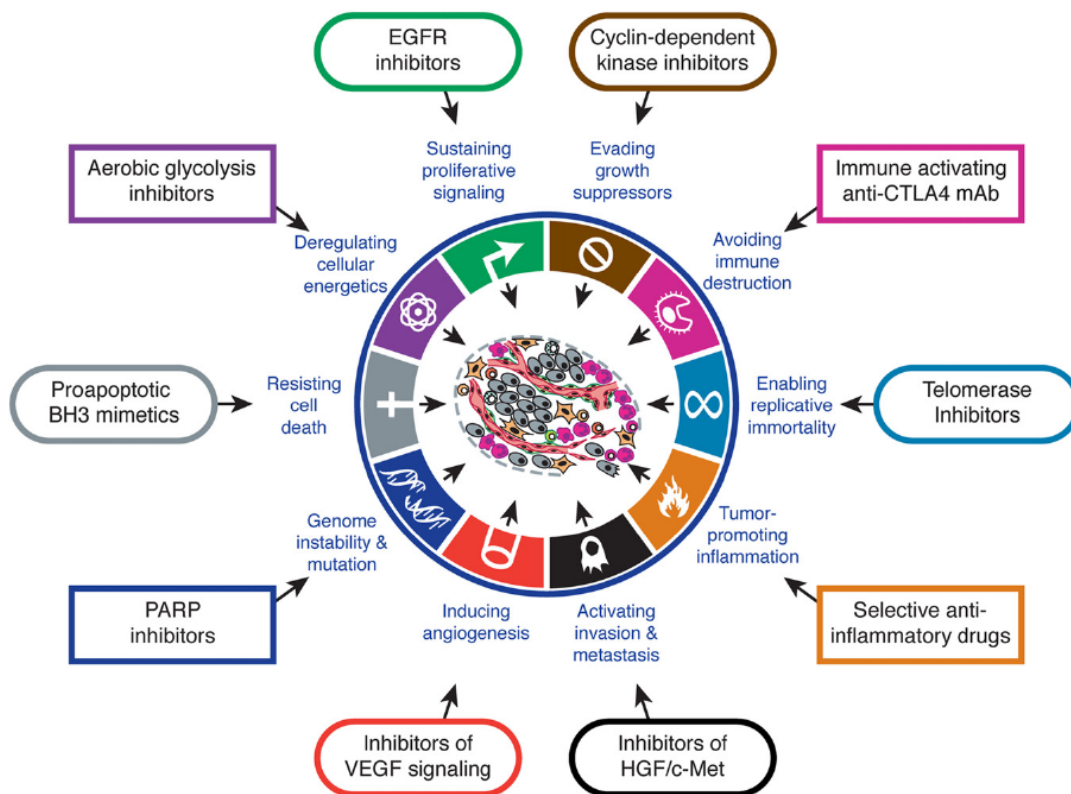 EGFR
inhibitors
Cyclin-dependent
kinase inhibitors
Sustaining
proliferative
signaling
Evading
growth
suppressors
Aerobic glycolysis
inhibitors
Immune activating
anti-CTLA4 mAb
Deregulating
cellular
energetics
Avoiding
immune
destruction
Proapoptotic
BH3 mimetics
Resisting
cell
death
Enabling
replicative
immortality
Telomerase
Inhibitors
Genome
instability &
mutation
Tumor-
promoting
inflammation
PARP
inhibitors
Inducing
angiogenesis
Activating
invasion &
metastasis
Selective anti-
inflammatory drugs
Inhibitors of
VEGF signaling
Inhibitors of
HGF/c-Met